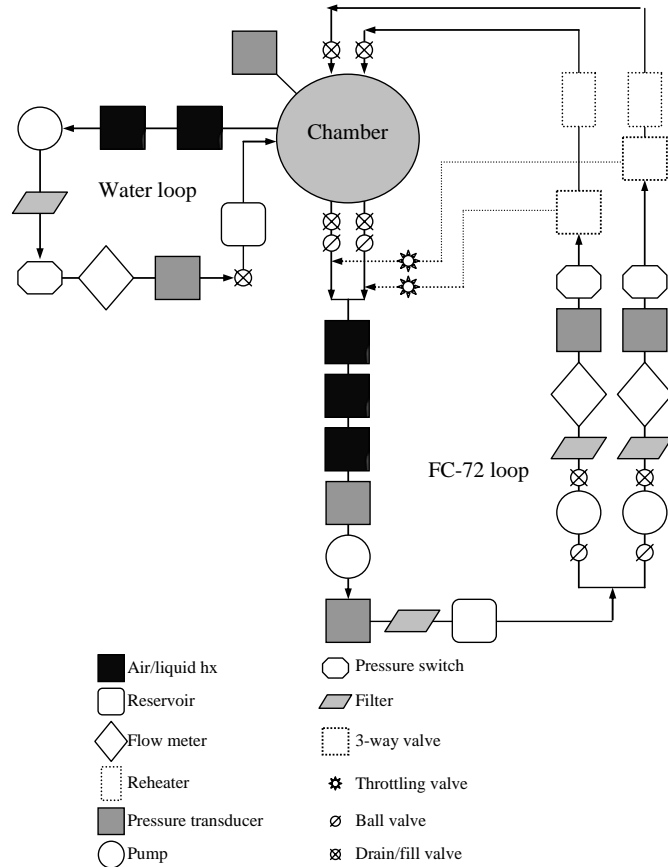 Chamber
Water loop
FC-72 loop
Air/liquid hx
Pressure switch
Reservoir
Filter
Flow meter
3-way valve
Reheater
Throttling valve
Pressure transducer
Ball valve
Pump
Drain/fill valve